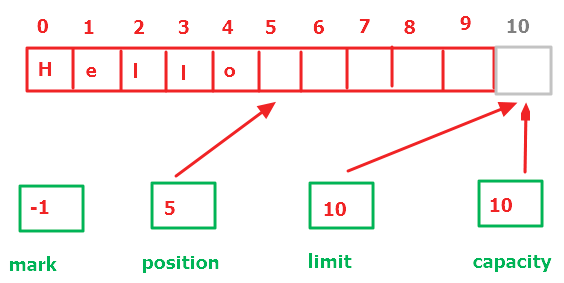 0 1 2 3 4 5 6 7 8 9 10
H e l l o
-1 5 10 10
mark position limit capacity